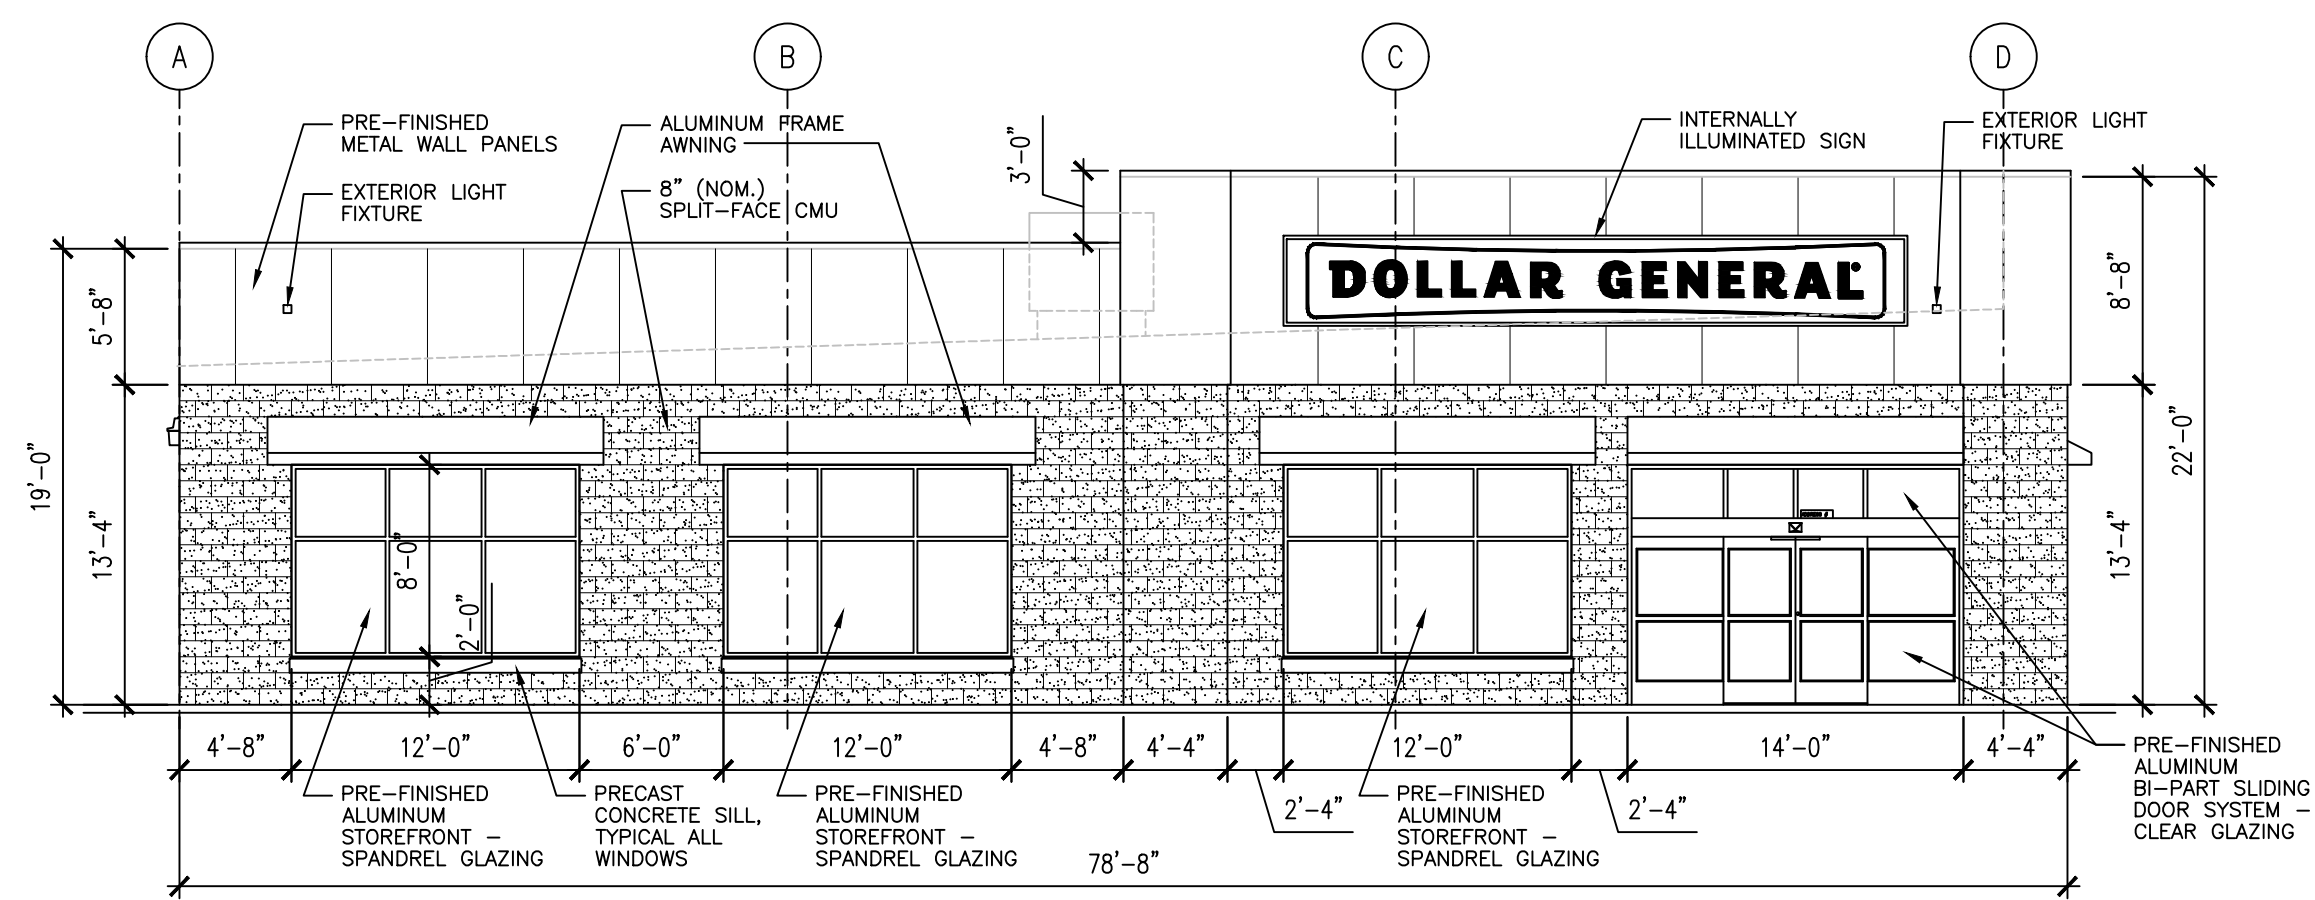 A
B
C
D
PRE-FINISHED
METAL WALL PANELS
EXTERIOR LIGHT
FIXTURE
ALUMINUM FRAME
AWNING
8" (NOM.)
SPLIT-FACE CMU
3'-0"
INTERNALLY
ILLUMINATED SIGN
EXTERIOR LIGHT
FIXTURE
DOLLAR GENERAL®
19'-0"
5'-8"
13'-4"
8'-0"
2'-0"
8'-8"
13'-4"
22'-0"
4'-8"
12'-0"
6'-0"
12'-0"
4'-8"
4'-4"
12'-0"
14'-0"
4'-4"
2'-4"
2'-4"
PRE-FINISHED
ALUMINUM
STOREFRONT -
SPANDREL GLAZING
PRECAST
CONCRETE SILL,
TYPICAL ALL
WINDOWS
PRE-FINISHED
ALUMINUM
STOREFRONT -
SPANDREL GLAZING
PRE-FINISHED
ALUMINUM
STOREFRONT -
SPANDREL GLAZING
PRE-FINISHED
ALUMINUM
BI-PART SLIDING
DOOR SYSTEM -
CLEAR GLAZING
78'-8"